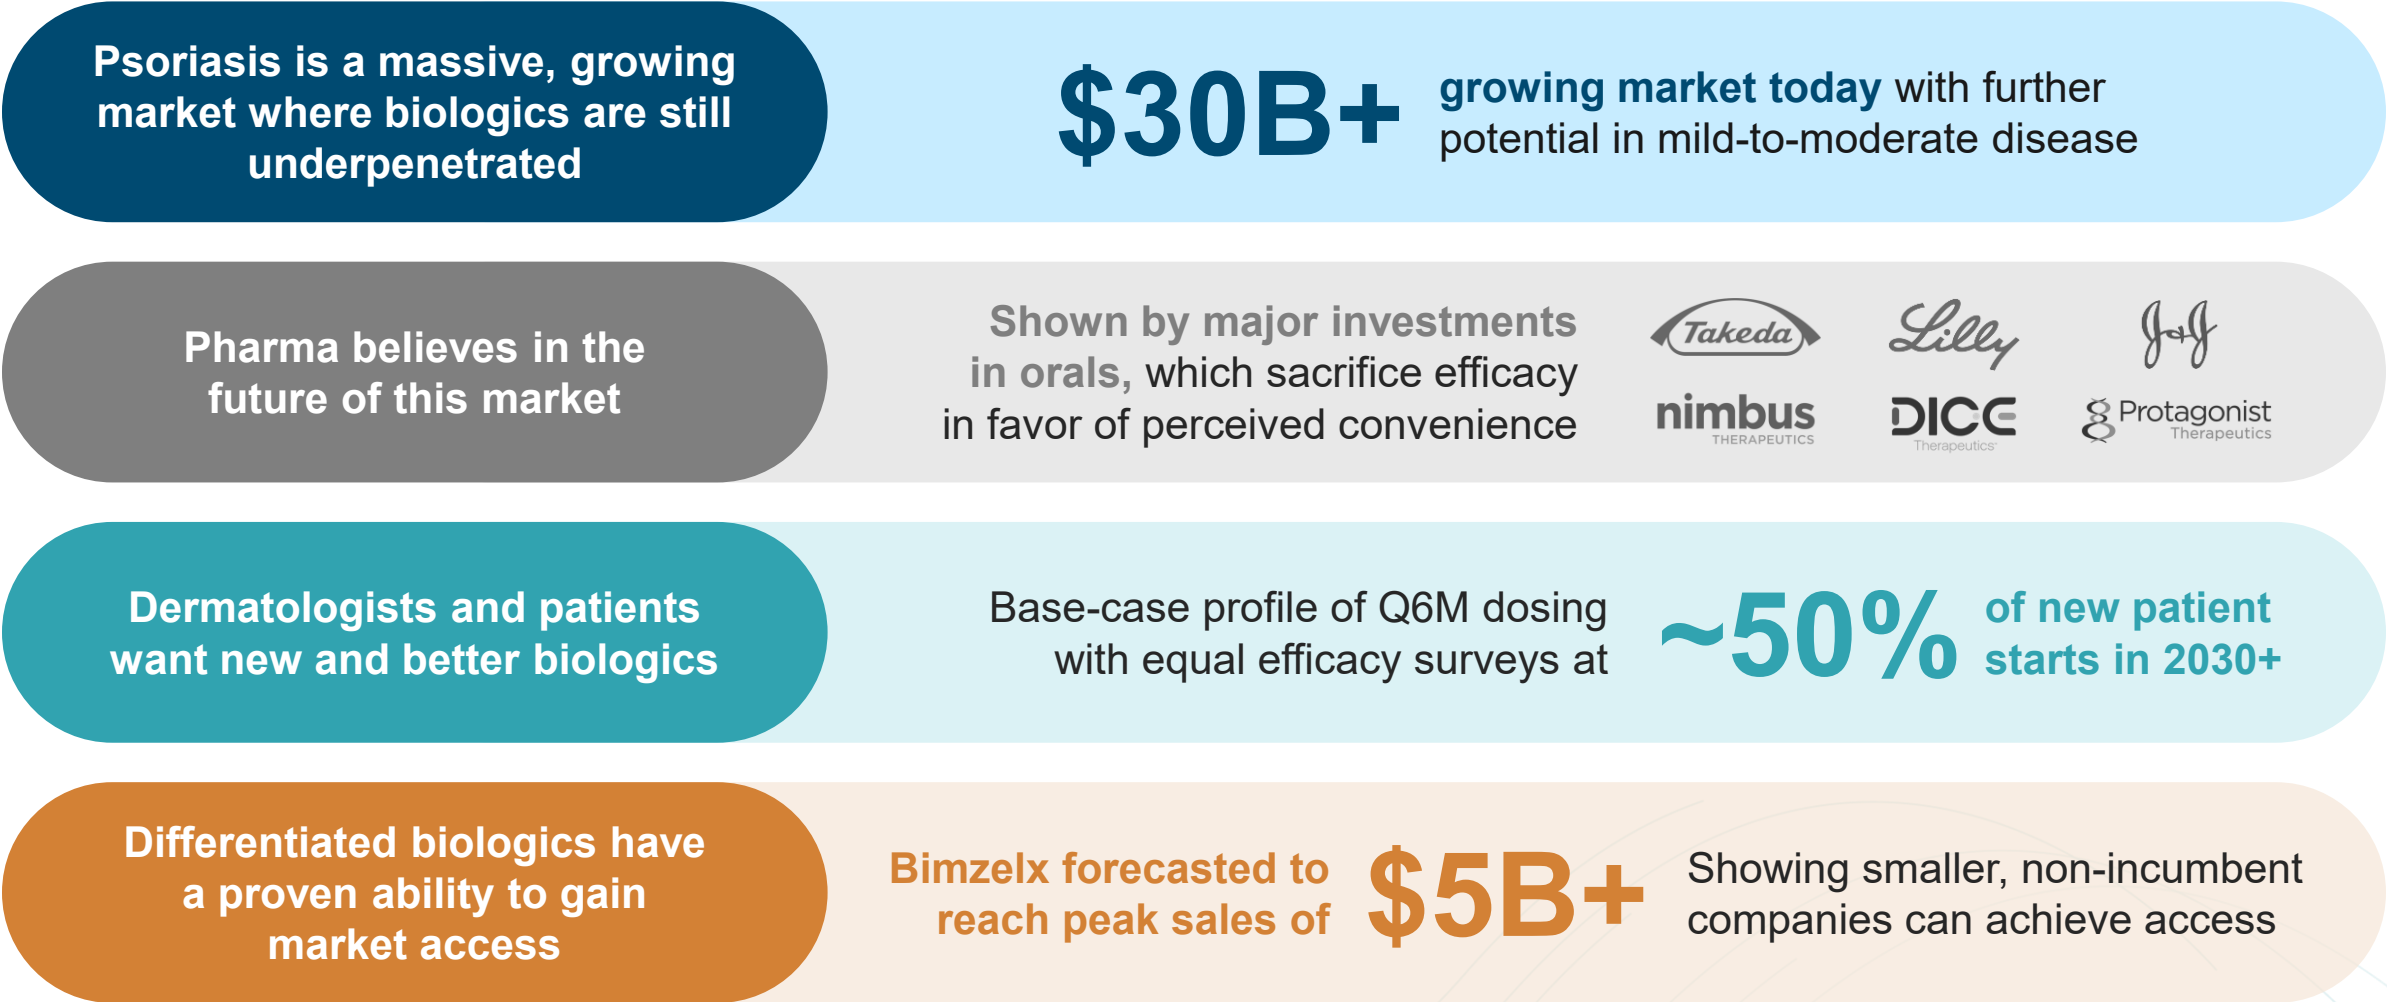 Psoriasis is a massive, growing
market where biologics are still
underpenetrated
$30B+
growing market today with further
potential in mild-to-moderate disease
Pharma believes in the
future of this market
Shown by major investments
in orals, which sacrifice efficacy
in favor of perceived convenience
Takeda
Lilly
J&J
nimbus
THERAPEUTICS
DICE
Therapeutics
Protagonist
Therapeutics
Dermatologists and patients
want new and better biologics
Base-case profile of Q6M dosing
with equal efficacy surveys at
~50%
of new patient
starts in 2030+
Differentiated biologics have
a proven ability to gain
market access
Bimzelx forecasted to
reach peak sales of
$5B+
Showing smaller, non-incumbent
companies can achieve access